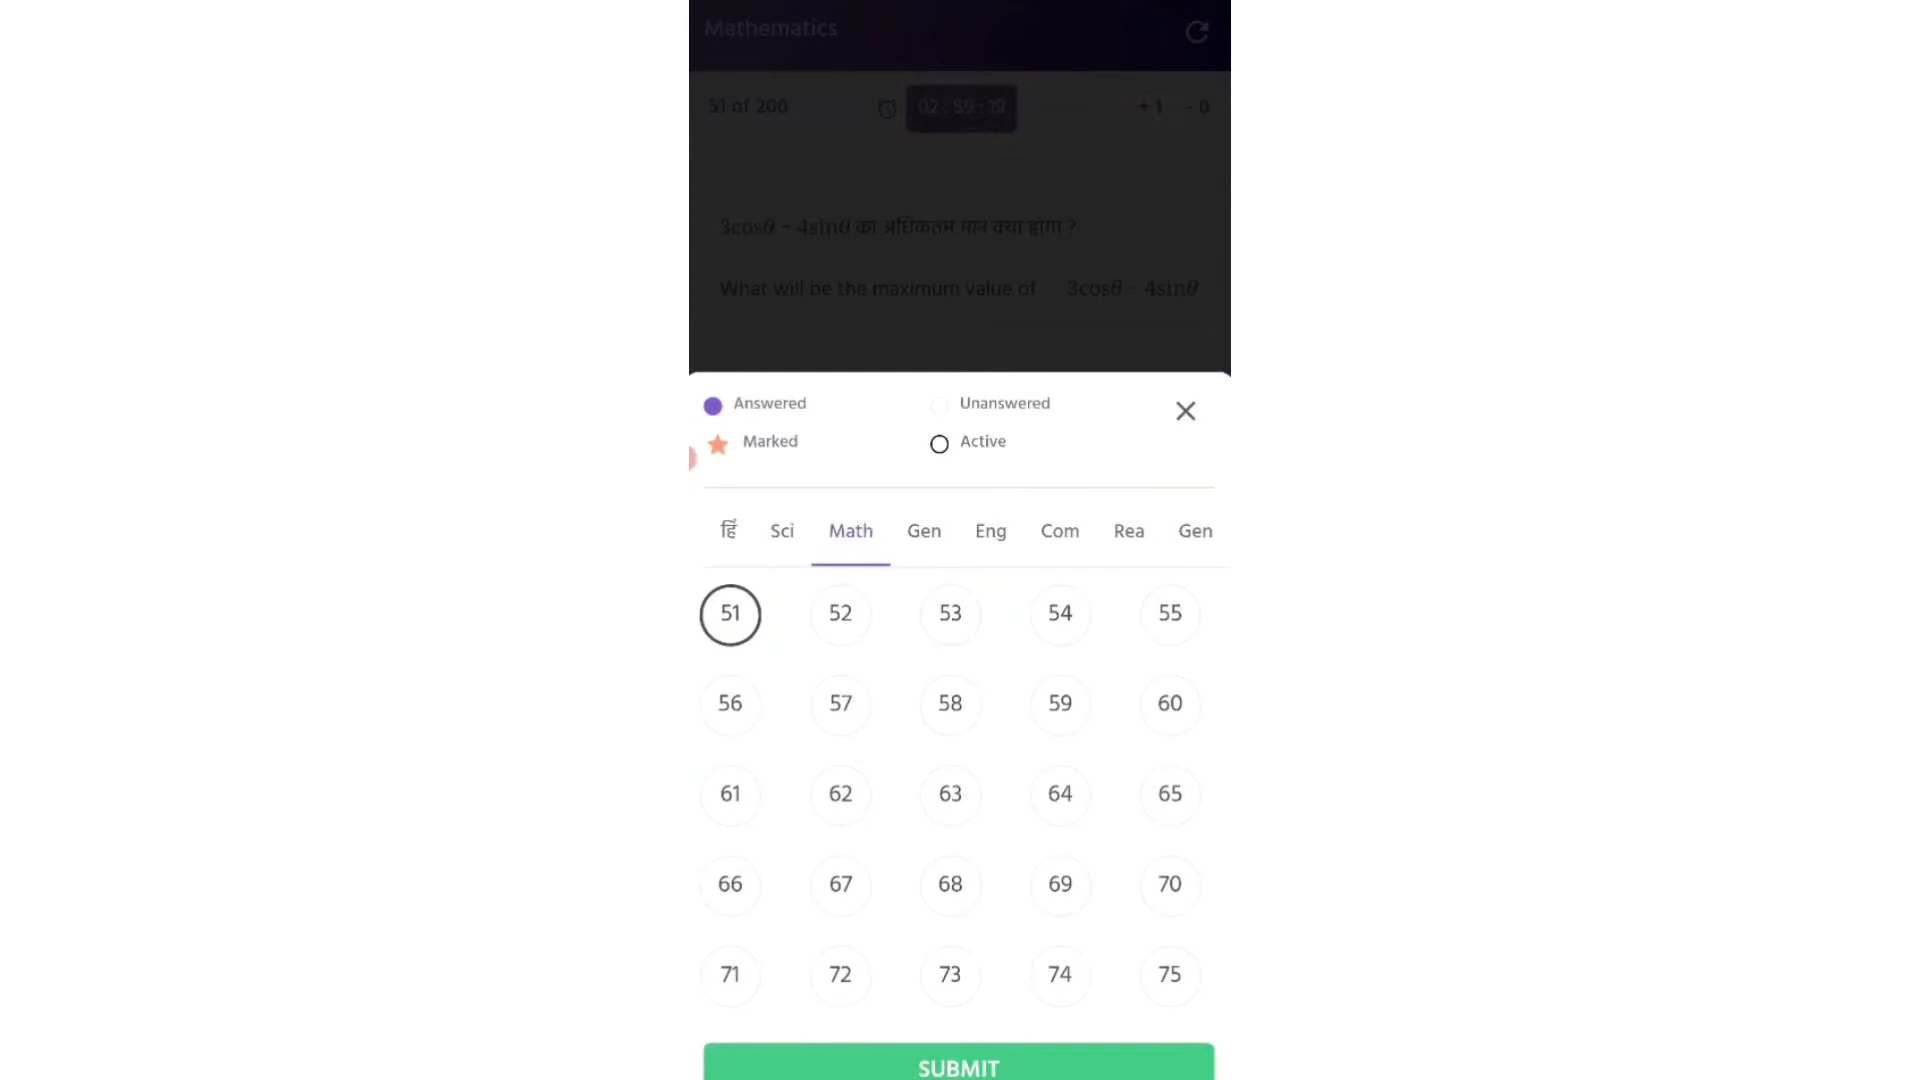 Mathematics
51 of 200 02 : 59 : 19 + 1 - 0
3cosθ − 4sinθ का अधिकतम मान क्या होगा ?
What will be the maximum value of 3cosθ − 4sinθ
Answered Unanswered
Marked Active
हिं Sci Math Gen Eng Com Rea Gen
51 52 53 54 55
56 57 58 59 60
61 62 63 64 65
66 67 68 69 70
71 72 73 74 75
SUBMIT